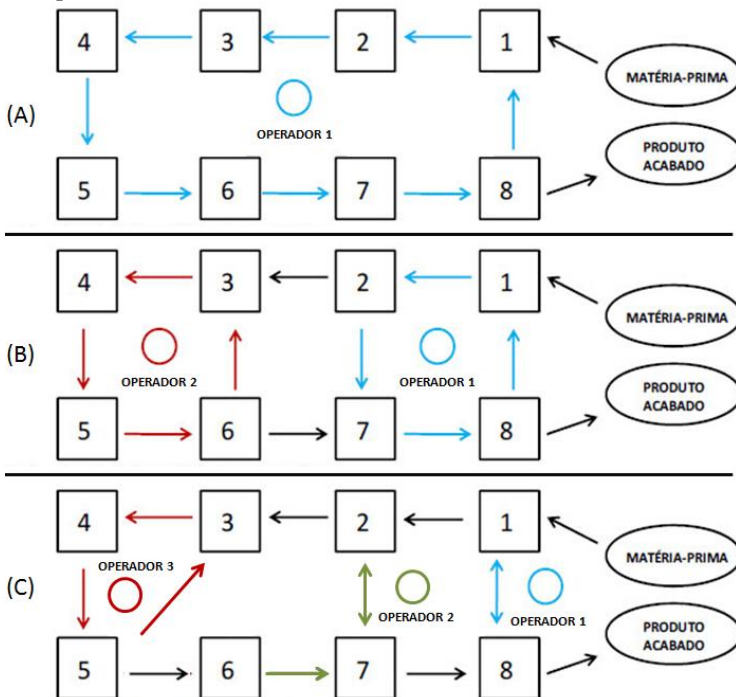 4 3 2 1
MATÉRIA-PRIMA
(A)
OPERADOR 1
PRODUTO
ACABADO
5 6 7 8
4 3 2 1
MATÉRIA-PRIMA
(B)
OPERADOR 2 OPERADOR 1
PRODUTO
ACABADO
5 6 7 8
4 3 2 1
MATÉRIA-PRIMA
OPERADOR 3
(C)
OPERADOR 2 OPERADOR 1
PRODUTO
ACABADO
5 6 7 8